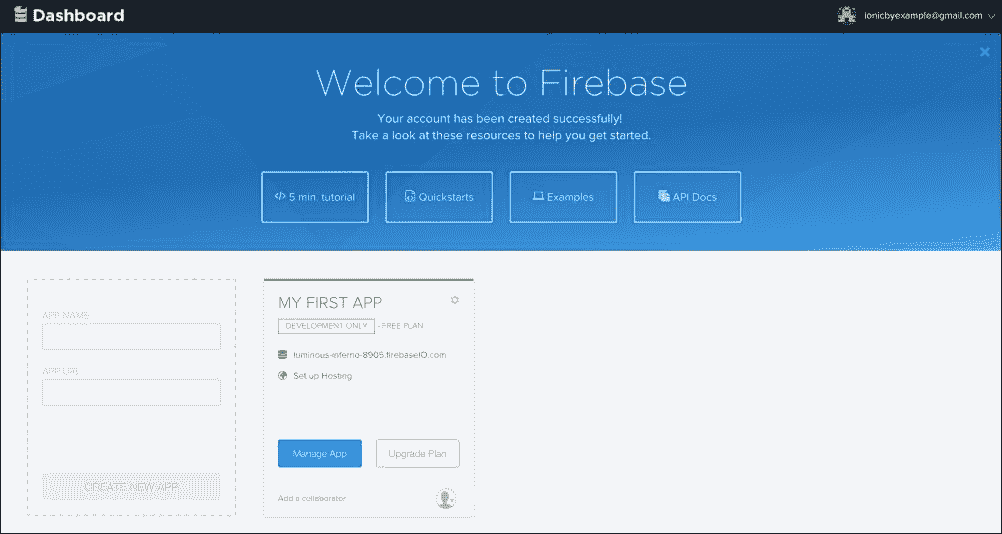 Dashboard
ionicbyexample@gmail.com
Welcome to Firebase
Your account has been created successfully!
Take a look at these resources to help you get started.
</> 5 min. tutorial
Quickstarts
Examples
API Docs
APP NAME
APP URL
CREATE NEW APP
MY FIRST APP
DEVELOPMENT ONLY - FREE PLAN
luminous-inferno-8905.firebaseIO.com
Set up Hosting
Manage App
Upgrade Plan
Add a collaborator